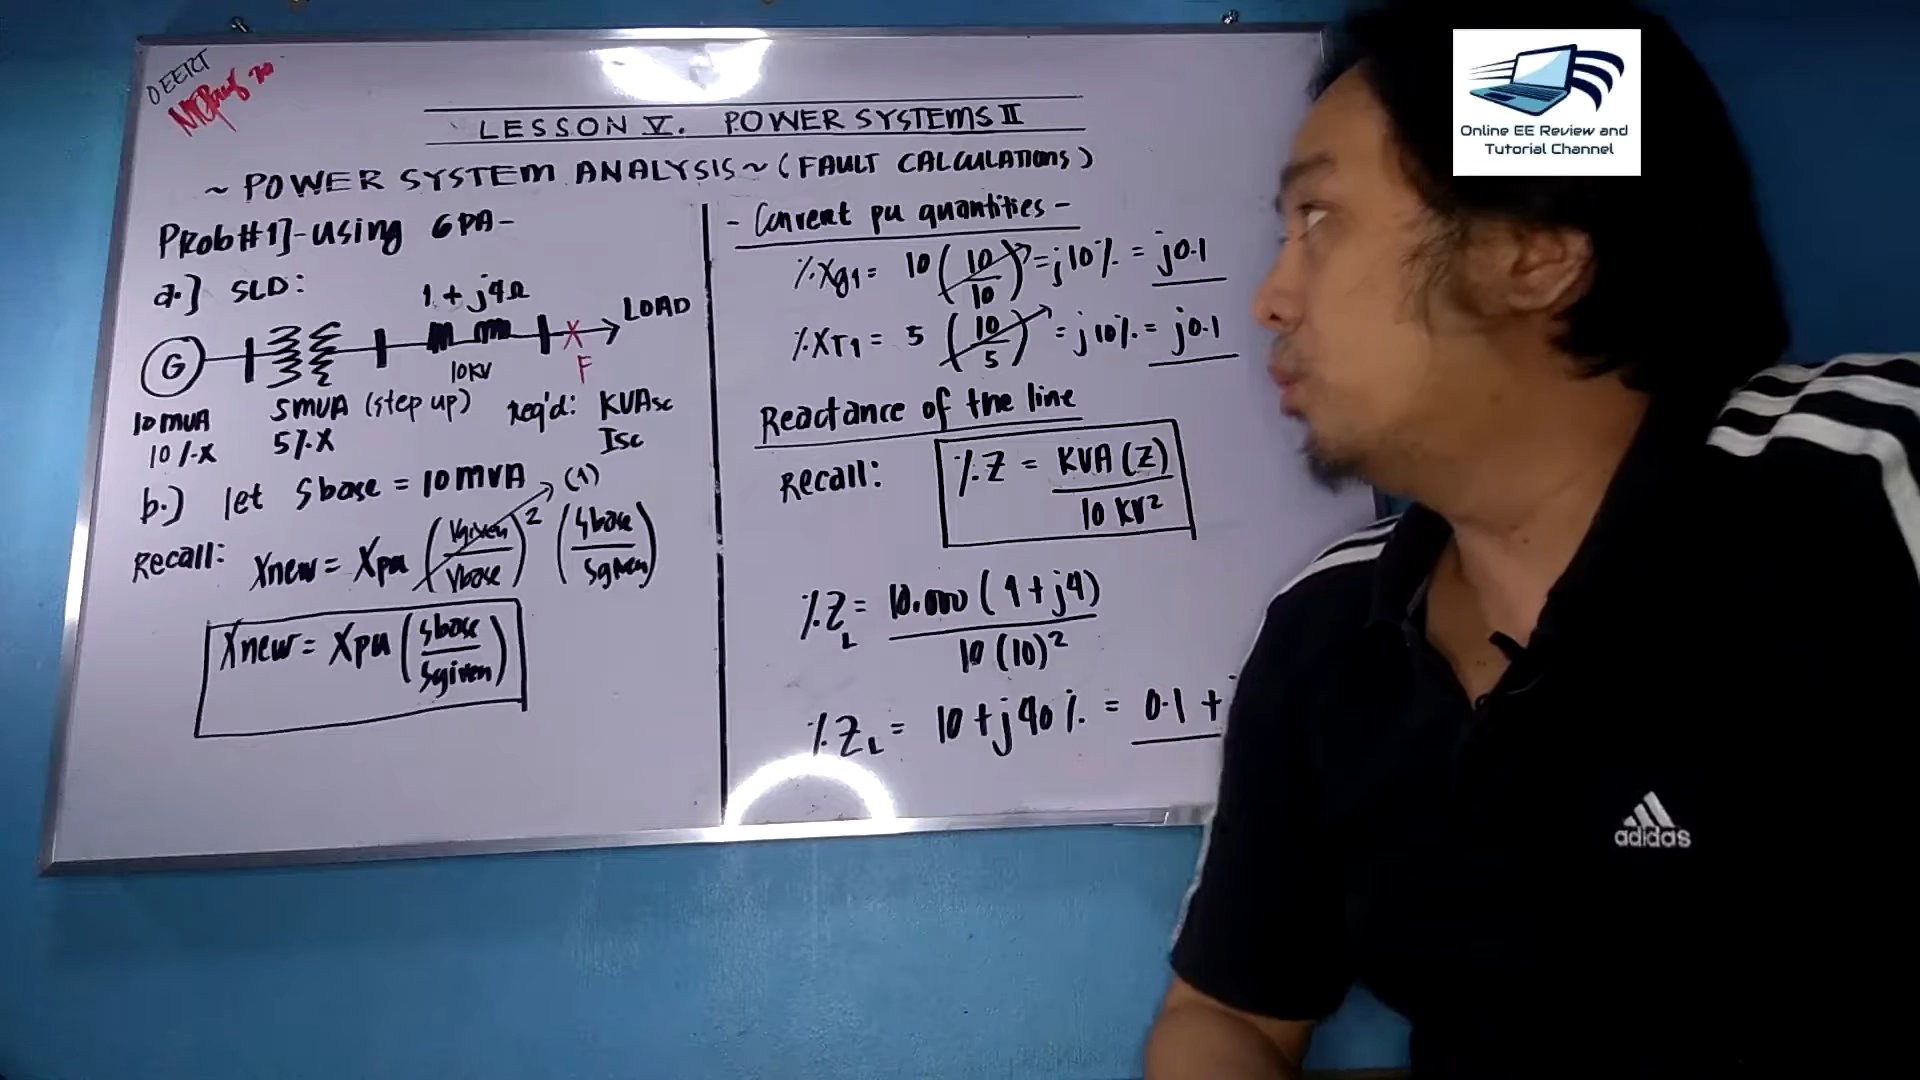 OEERT
LESSON V. POWER SYSTEMS II
~ POWER SYSTEM ANALYSIS ~ (FAULT CALCULATIONS)
Prob#1]-using GPA-
a.] SLD:
1 + j4Ω
LOAD
G
10KV
F
10MVA
10%X
5MVA (step up)
5%X
Req'd: KVAsc
Isc
b.) let Sbase = 10MVA
(1)
Recall: Xnew = Xpu (Vgiven/Vbase)² (Sbase/Sgiven)
Xnew = Xpu (Sbase/Sgiven)
- Convert pu quantities -
%Xg1 = 10 (10/10) = j10% = j0.1
%XT1 = 5 (10/5) = j10% = j0.1
Reactance of the line
Recall: %Z = KVA(Z)/10 KV²
%ZL = 10,000 (1+j4)/10 (10)²
%ZL = 10+j40% = 0.1 +
Online EE Review and
Tutorial Channel
adidas